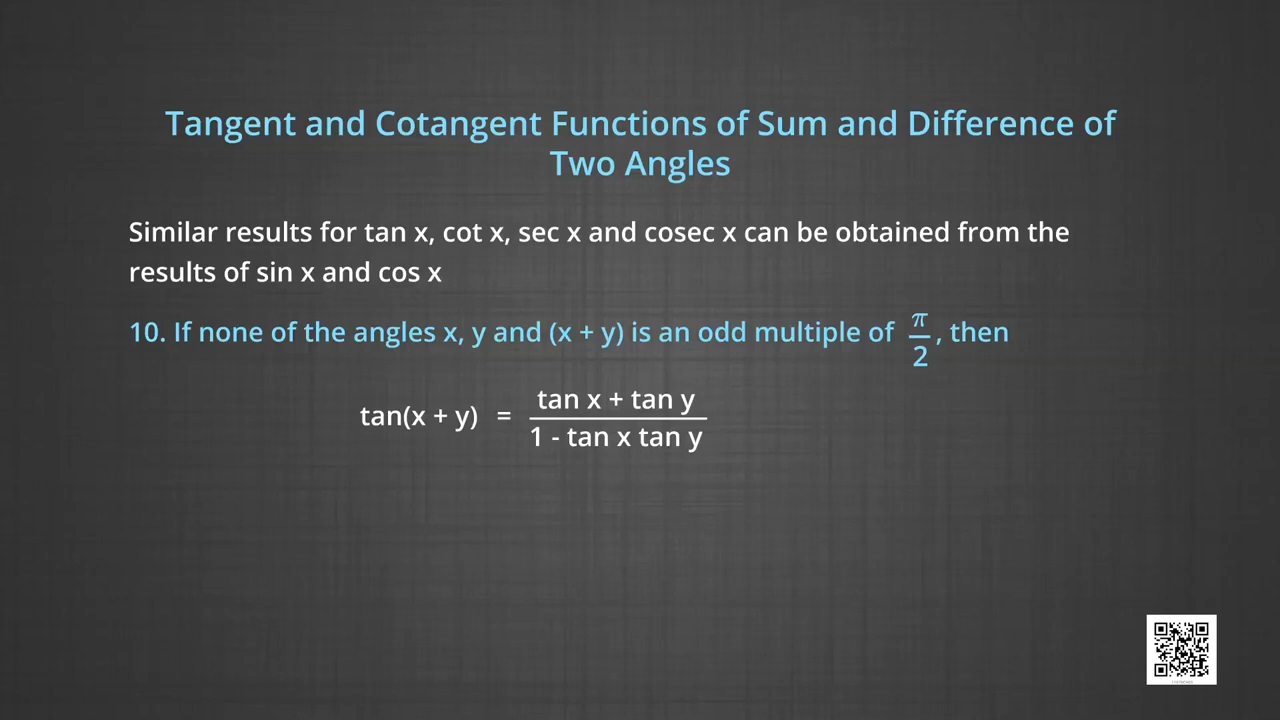 Tangent and Cotangent Functions of Sum and Difference of
Two Angles
Similar results for tan x, cot x, sec x and cosec x can be obtained from the
results of sin x and cos x
10. If none of the angles x, y and (x + y) is an odd multiple of π/2, then
tan(x + y) = (tan x + tan y)/(1 - tan x tan y)